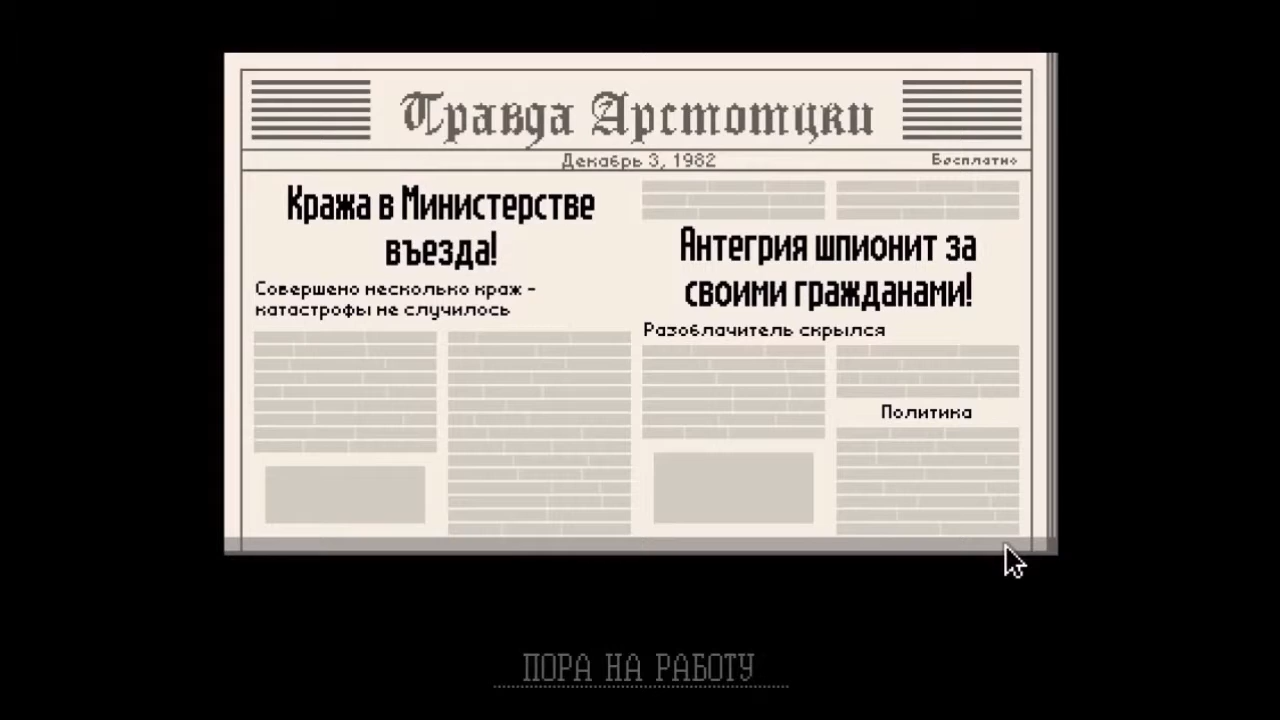 Правда Арстотцки
Декабрь 3, 1982
Бесплатно
Кража в Министерстве
въезда!
Совершено несколько краж -
катастрофы не случилось
Антегрия шпионит за
своими гражданами!
Разоблачитель скрылся
Политика
ПОРА НА РАБОТУ